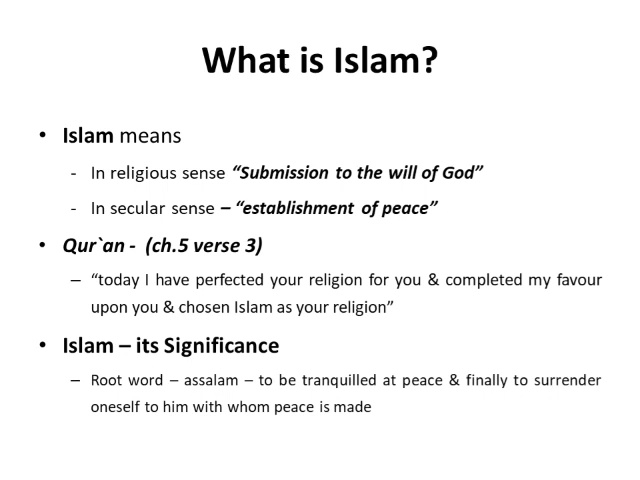 What is Islam?
• Islam means
- In religious sense “Submission to the will of God”
- In secular sense – “establishment of peace”
• Qur`an - (ch.5 verse 3)
– “today I have perfected your religion for you & completed my favour
upon you & chosen Islam as your religion”
• Islam – its Significance
– Root word – assalam – to be tranquilled at peace & finally to surrender
oneself to him with whom peace is made